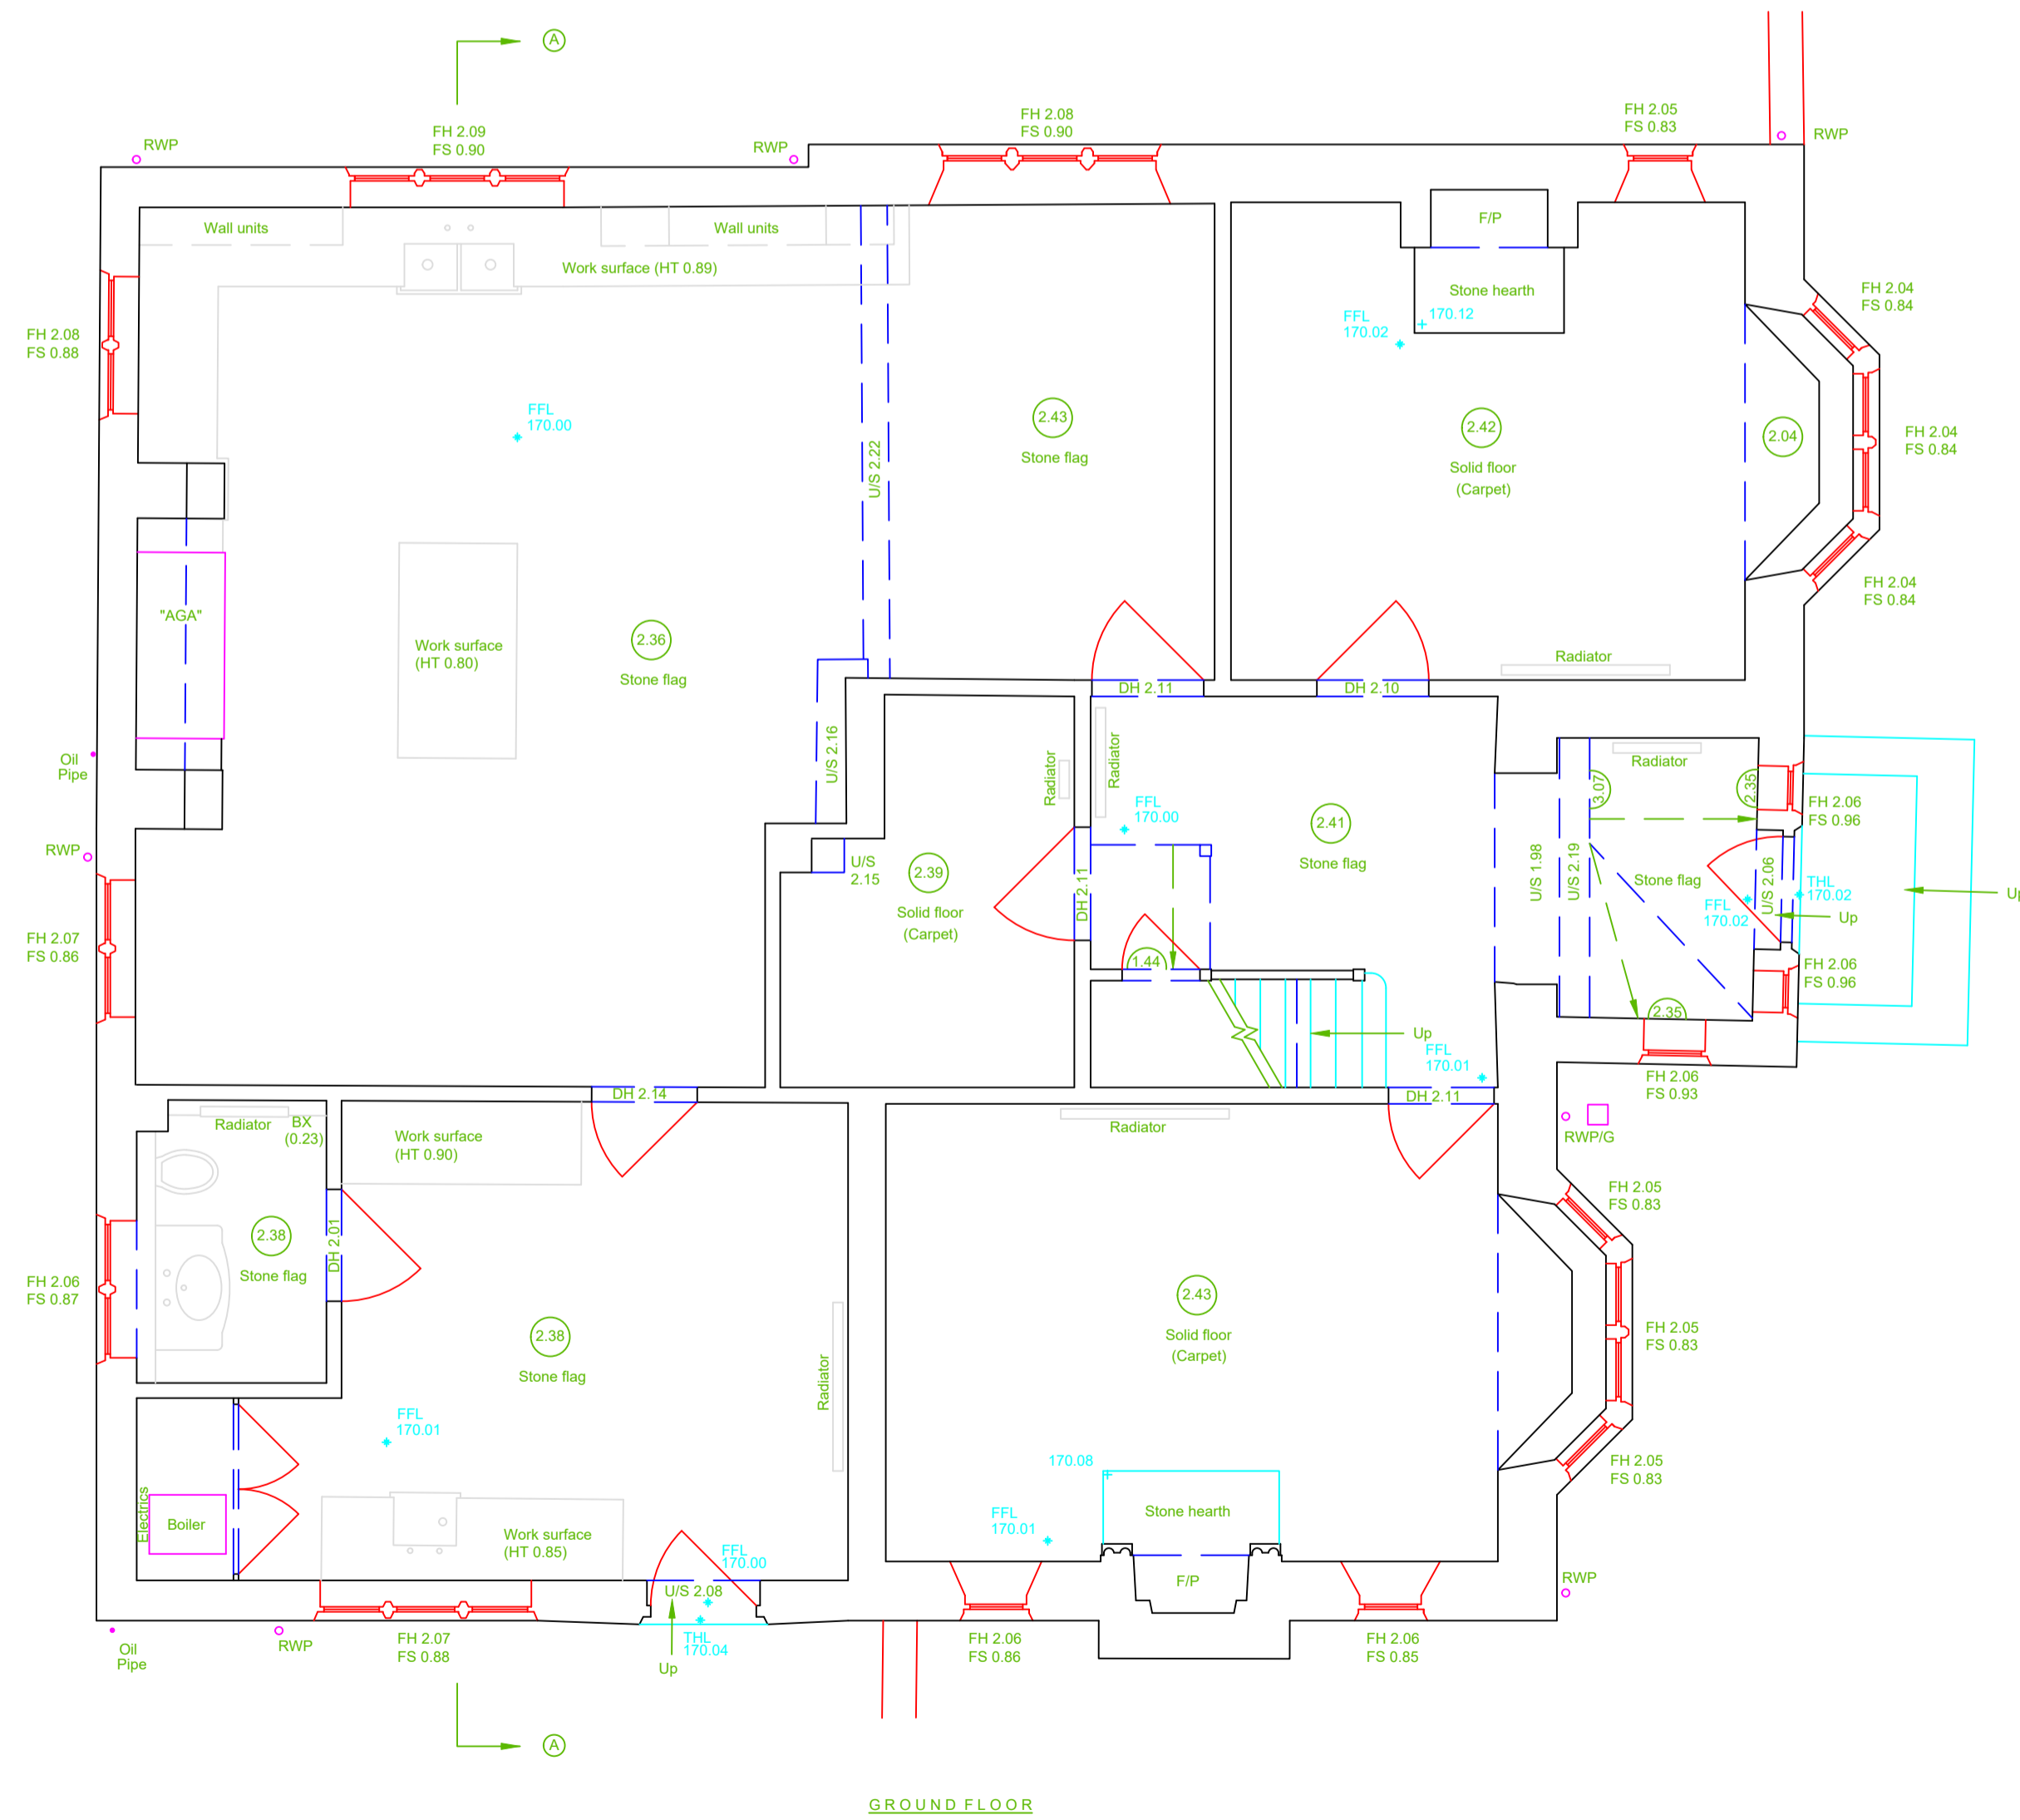 A
RWP
FH 2.09
FS 0.90
RWP
FH 2.08
FS 0.90
FH 2.05
FS 0.83
RWP
Wall units
Wall units
Work surface (HT 0.89)
F/P
Stone hearth
FFL
170.02
170.12
FH 2.04
FS 0.84
FH 2.08
FS 0.88
FFL
170.00
U/S 2.22
2.43
Stone flag
2.42
Solid floor
(Carpet)
2.04
FH 2.04
FS 0.84
FH 2.04
FS 0.84
"AGA"
Work surface
(HT 0.80)
2.36
Stone flag
Radiator
DH 2.11
DH 2.10
Oil
Pipe
U/S 2.16
Radiator
Radiator
FFL
170.00
2.41
Stone flag
Radiator
3.07
2.35
FH 2.06
FS 0.96
RWP
U/S
2.15
2.39
Solid floor
(Carpet)
DH 2.11
U/S 1.98
U/S 2.19
Stone flag
FFL
170.02
U/S 2.06
THL
170.02
Up
Up
FH 2.07
FS 0.86
1.44
FH 2.06
FS 0.96
2.35
Up
FFL
170.01
FH 2.06
FS 0.93
DH 2.14
DH 2.11
Radiator
BX
(0.23)
Work surface
(HT 0.90)
Radiator
RWP/G
FH 2.05
FS 0.83
2.38
Stone flag
DH 2.01
FH 2.06
FS 0.87
2.38
Stone flag
Radiator
2.43
Solid floor
(Carpet)
FH 2.05
FS 0.83
FFL
170.01
170.08
FH 2.05
FS 0.83
Electrics
Boiler
Work surface
(HT 0.85)
FFL
170.00
FFL
170.01
Stone hearth
F/P
RWP
U/S 2.08
Oil
Pipe
RWP
FH 2.07
FS 0.88
THL
170.04
Up
FH 2.06
FS 0.86
FH 2.06
FS 0.85
A
GROUND FLOOR